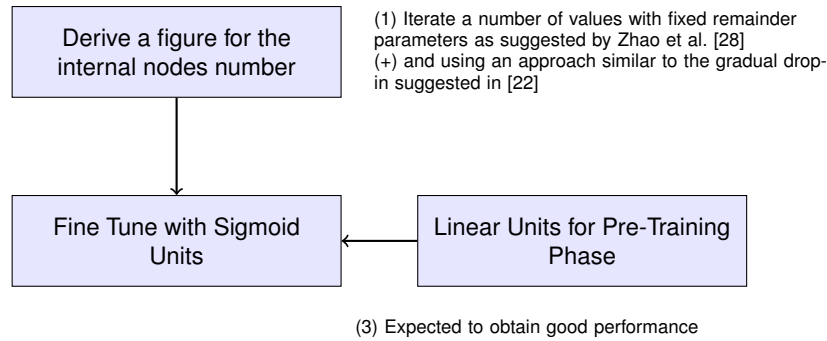 Derive a figure for the
internal nodes number
(1) Iterate a number of values with fixed remainder
parameters as suggested by Zhao et al. [28]
(+) and using an approach similar to the gradual drop-
in suggested in [22]
Fine Tune with Sigmoid
Units
Linear Units for Pre-Training
Phase
(3) Expected to obtain good performance